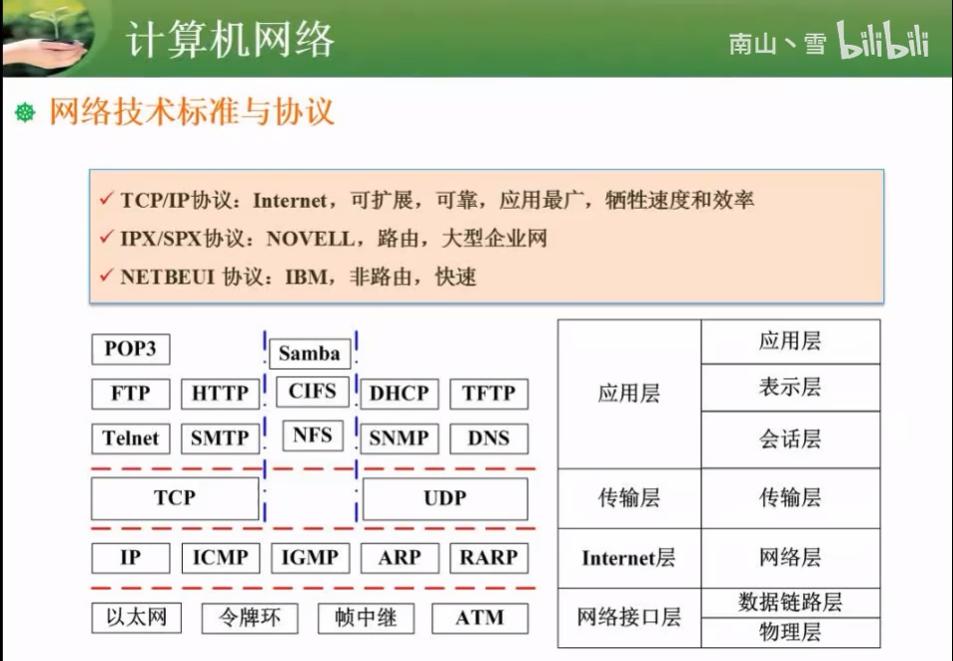 计算机网络
南山丶雪 bilibili
网络技术标准与协议
✓ TCP/IP协议：Internet，可扩展，可靠，应用最广，牺牲速度和效率
✓ IPX/SPX协议：NOVELL，路由，大型企业网
✓ NETBEUI 协议：IBM，非路由，快速
POP3 Samba
FTP HTTP CIFS DHCP TFTP
Telnet SMTP NFS SNMP DNS
TCP UDP
IP ICMP IGMP ARP RARP
以太网 令牌环 帧中继 ATM
应用层 应用层
表示层
会话层
传输层 传输层
Internet层 网络层
网络接口层 数据链路层
物理层